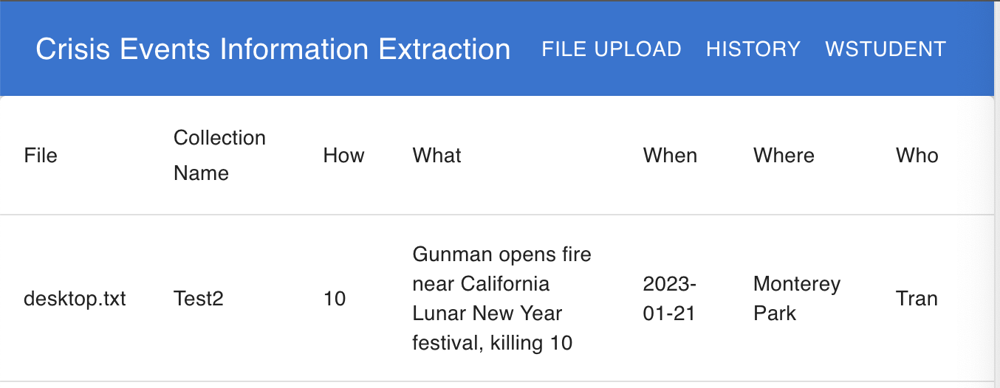 Crisis Events Information Extraction FILE UPLOAD HISTORY WSTUDENT
File Collection Name How What When Where Who
desktop.txt Test2 10 Gunman opens fire near California Lunar New Year festival, killing 10 2023-01-21 Monterey Park Tran